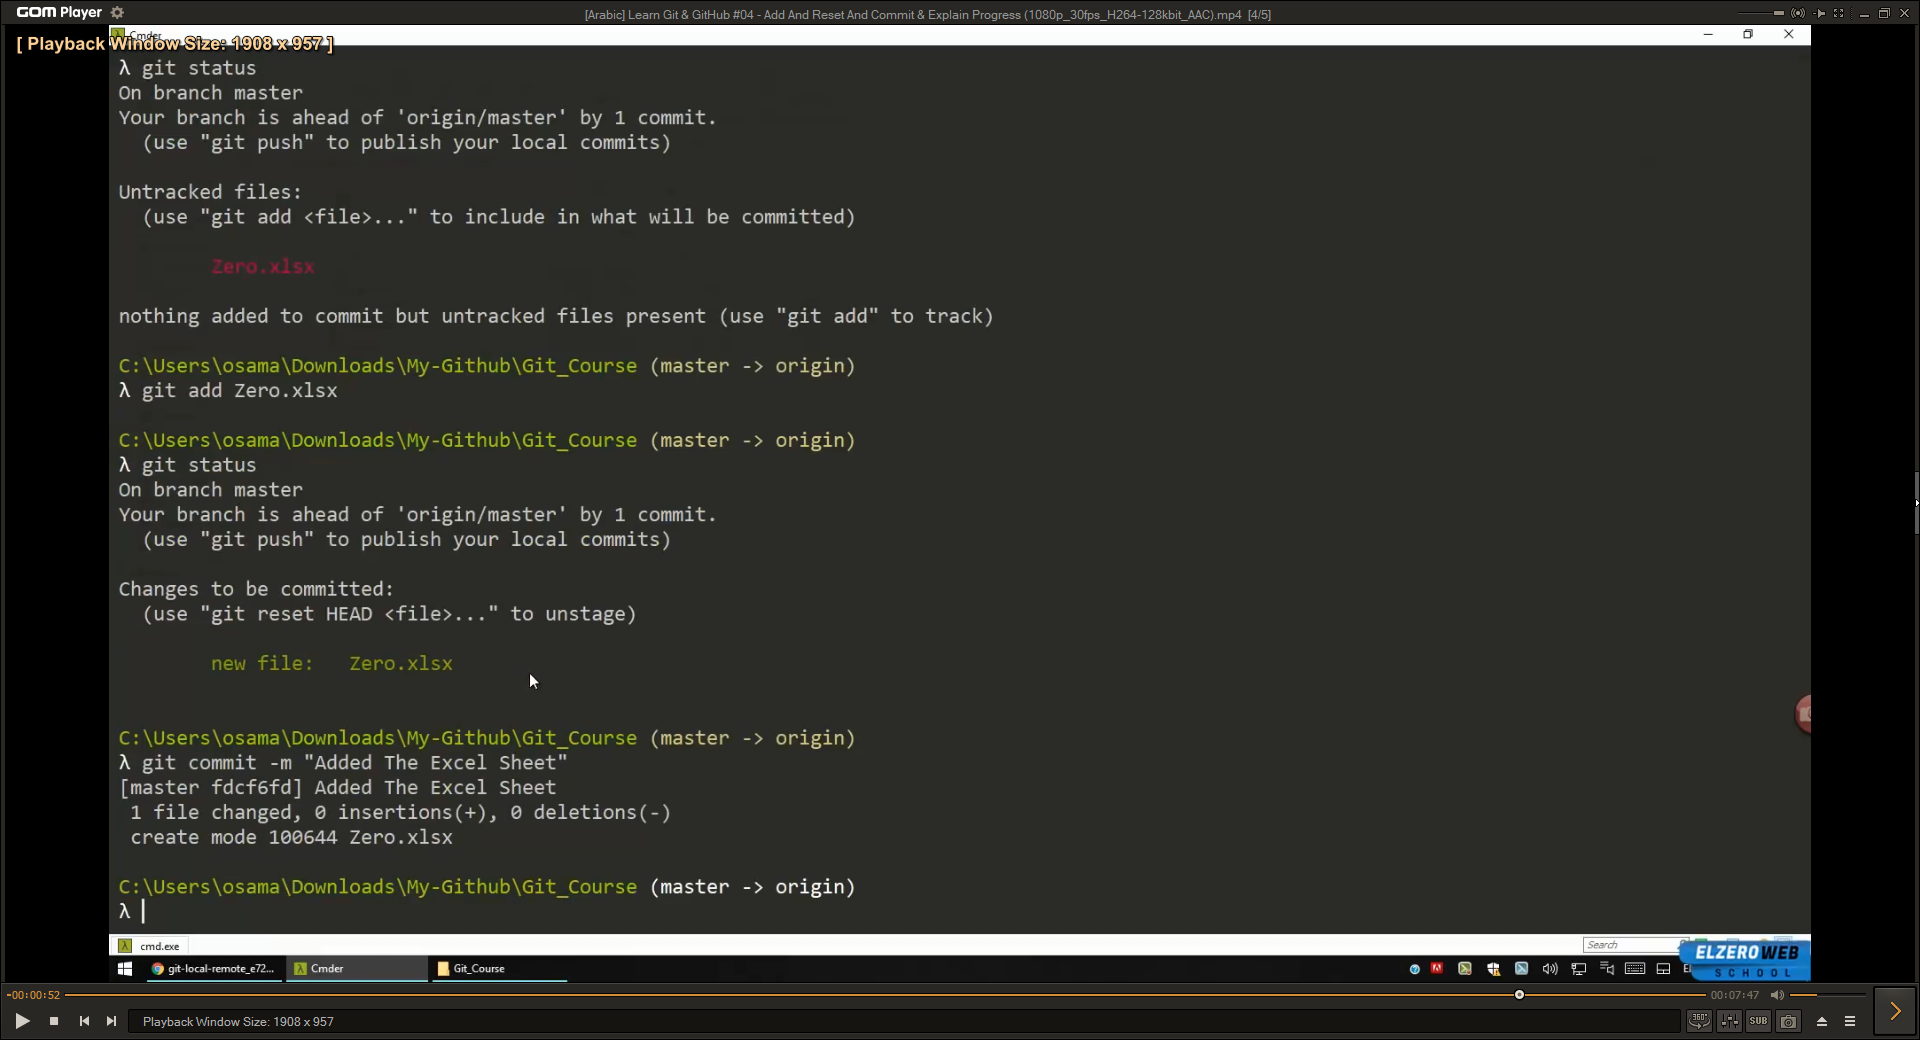 GOM Player
[Arabic] Learn Git & GitHub #04 - Add And Reset And Commit & Explain Progress (1080p_30fps_H264-128kbit_AAC).mp4 [4/5]
[ Playback Window Size: 1908 x 957 ]
Cmder
λ git status
On branch master
Your branch is ahead of 'origin/master' by 1 commit.
(use "git push" to publish your local commits)
Untracked files:
(use "git add <file>..." to include in what will be committed)
Zero.xlsx
nothing added to commit but untracked files present (use "git add" to track)
C:\Users\osama\Downloads\My-Github\Git_Course (master -> origin)
λ git add Zero.xlsx
C:\Users\osama\Downloads\My-Github\Git_Course (master -> origin)
λ git status
On branch master
Your branch is ahead of 'origin/master' by 1 commit.
(use "git push" to publish your local commits)
Changes to be committed:
(use "git reset HEAD <file>..." to unstage)
new file:   Zero.xlsx
C:\Users\osama\Downloads\My-Github\Git_Course (master -> origin)
λ git commit -m "Added The Excel Sheet"
[master fdcf6fd] Added The Excel Sheet
1 file changed, 0 insertions(+), 0 deletions(-)
create mode 100644 Zero.xlsx
C:\Users\osama\Downloads\My-Github\Git_Course (master -> origin)
λ
cmd.exe
Search
ELZERO WEB
SCHOOL
git-local-remote_e72...
Cmder
Git_Course
-00:00:52
00:07:47
Playback Window Size: 1908 x 957
360°
SUB